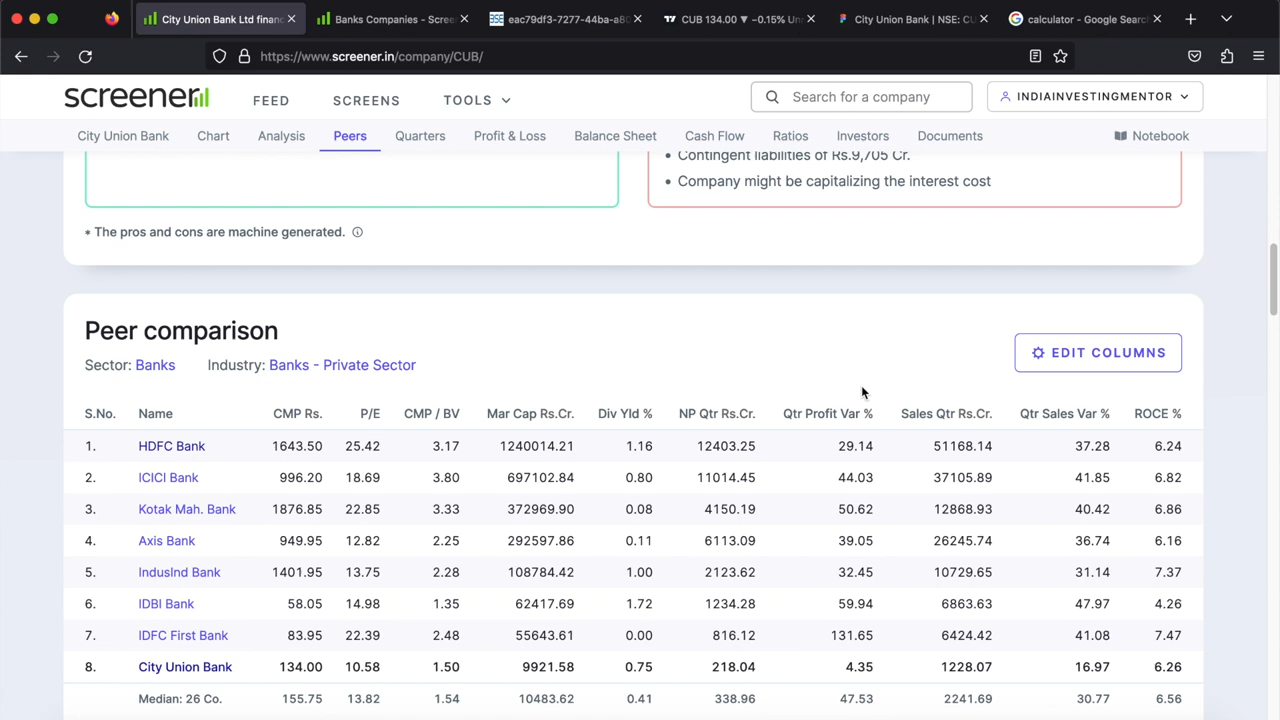 City Union Bank Ltd finan
Banks Companies - Scree
eac79df3-7277-44ba-a8
CUB 134.00 ▼ −0.15% Un
City Union Bank | NSE: CU
calculator - Google Searc
https://www.screener.in/company/CUB/
screener
FEED
SCREENS
TOOLS
Search for a company
INDIAINVESTINGMENTOR
City Union Bank Chart Analysis Peers Quarters Profit & Loss Balance Sheet Cash Flow Ratios Investors Documents Notebook
• Contingent liabilities of Rs.9,705 Cr.
• Company might be capitalizing the interest cost
* The pros and cons are machine generated.
Peer comparison
Sector: Banks Industry: Banks - Private Sector
EDIT COLUMNS
S.No. Name CMP Rs. P/E CMP / BV Mar Cap Rs.Cr. Div Yld % NP Qtr Rs.Cr. Qtr Profit Var % Sales Qtr Rs.Cr. Qtr Sales Var % ROCE %
1. HDFC Bank 1643.50 25.42 3.17 1240014.21 1.16 12403.25 29.14 51168.14 37.28 6.24
2. ICICI Bank 996.20 18.69 3.80 697102.84 0.80 11014.45 44.03 37105.89 41.85 6.82
3. Kotak Mah. Bank 1876.85 22.85 3.33 372969.90 0.08 4150.19 50.62 12868.93 40.42 6.86
4. Axis Bank 949.95 12.82 2.25 292597.86 0.11 6113.09 39.05 26245.74 36.74 6.16
5. IndusInd Bank 1401.95 13.75 2.28 108784.42 1.00 2123.62 32.45 10729.65 31.14 7.37
6. IDBI Bank 58.05 14.98 1.35 62417.69 1.72 1234.28 59.94 6863.63 47.97 4.26
7. IDFC First Bank 83.95 22.39 2.48 55643.61 0.00 816.12 131.65 6424.42 41.08 7.47
8. City Union Bank 134.00 10.58 1.50 9921.58 0.75 218.04 4.35 1228.07 16.97 6.26
Median: 26 Co. 155.75 13.82 1.54 10483.62 0.41 338.96 47.53 2241.69 30.77 6.56